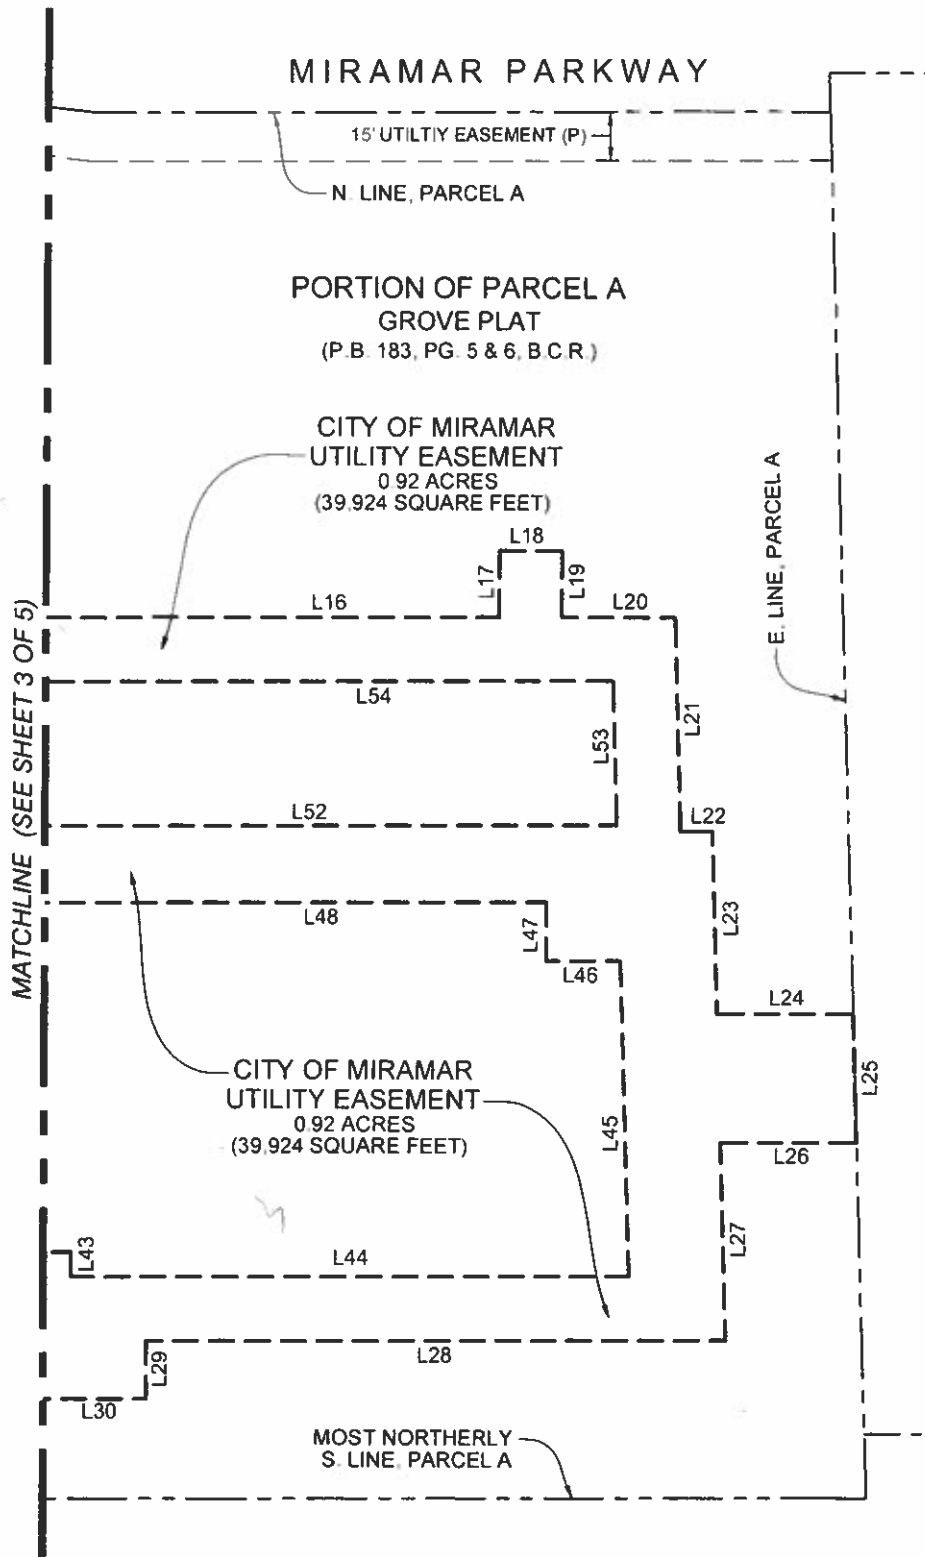 MIRAMAR PARKWAY
15' UTILTIY EASEMENT (P)
N. LINE, PARCEL A
PORTION OF PARCEL A
GROVE PLAT
(P.B. 183, PG. 5 & 6, B.C.R.)
CITY OF MIRAMAR
UTILITY EASEMENT
0.92 ACRES
(39,924 SQUARE FEET)
E. LINE, PARCEL A
L18
L17
L19
L16
L20
MATCHLINE (SEE SHEET 3 OF 5)
L54
L53
L21
L52
L22
L48
L47
L23
L46
L24
CITY OF MIRAMAR
UTILITY EASEMENT
0.92 ACRES
(39,924 SQUARE FEET)
L45
L25
L26
L43
L44
L27
L29
L28
L30
MOST NORTHERLY
S. LINE, PARCEL A